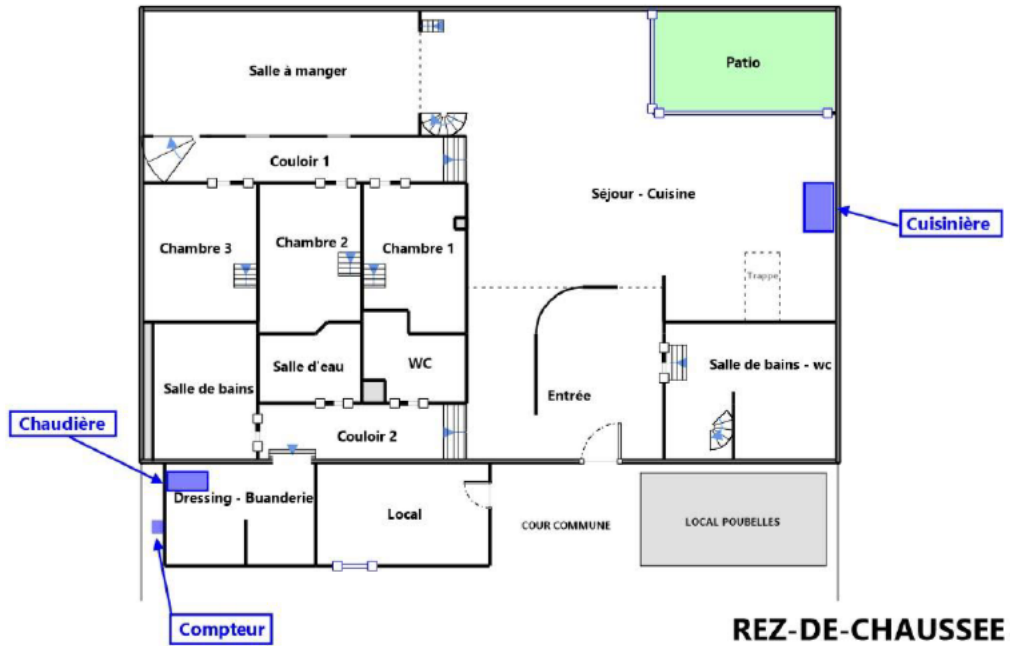 Salle à manger
Patio
Couloir 1
Séjour - Cuisine
Cuisinière
Chambre 3
Chambre 2
Chambre 1
Trappe
Salle de bains
Salle d'eau
WC
Salle de bains - wc
Entrée
Chaudière
Couloir 2
Dressing - Buanderie
Local
COUR COMMUNE
LOCAL POUBELLES
Compteur
REZ-DE-CHAUSSEE